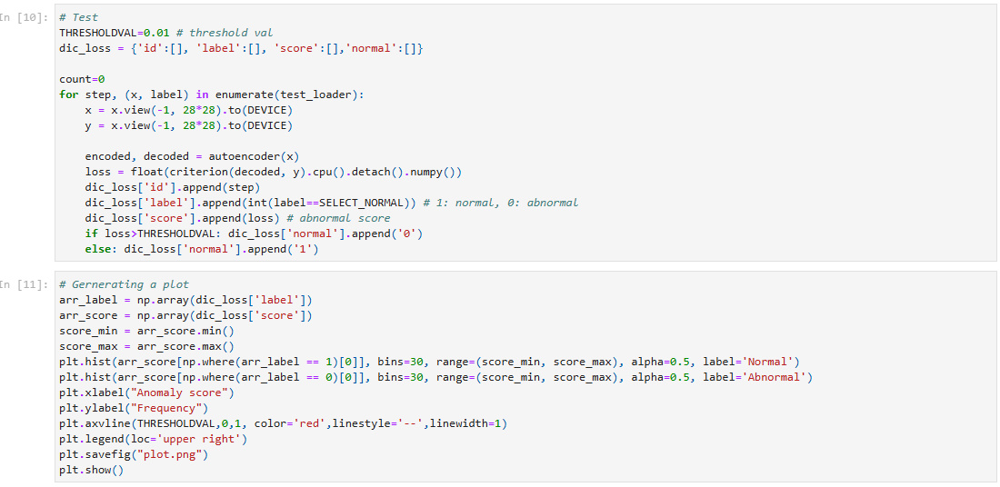 In [10]:
# Test
THRESHOLDVAL=0.01 # threshold val
dic_loss = {'id':[], 'label':[], 'score':[],'normal':[]}
count=0
for step, (x, label) in enumerate(test_loader):
    x = x.view(-1, 28*28).to(DEVICE)
    y = x.view(-1, 28*28).to(DEVICE)
    encoded, decoded = autoencoder(x)
    loss = float(criterion(decoded, y).cpu().detach().numpy())
    dic_loss['id'].append(step)
    dic_loss['label'].append(int(label==SELECT_NORMAL)) # 1: normal, 0: abnormal
    dic_loss['score'].append(loss) # abnormal score
    if loss>THRESHOLDVAL: dic_loss['normal'].append('0')
    else: dic_loss['normal'].append('1')
In [11]:
# Gernerating a plot
arr_label = np.array(dic_loss['label'])
arr_score = np.array(dic_loss['score'])
score_min = arr_score.min()
score_max = arr_score.max()
plt.hist(arr_score[np.where(arr_label == 1)[0]], bins=30, range=(score_min, score_max), alpha=0.5, label='Normal')
plt.hist(arr_score[np.where(arr_label == 0)[0]], bins=30, range=(score_min, score_max), alpha=0.5, label='Abnormal')
plt.xlabel("Anomaly score")
plt.ylabel("Frequency")
plt.axvline(THRESHOLDVAL,0,1, color='red',linestyle='--',linewidth=1)
plt.legend(loc='upper right')
plt.savefig("plot.png")
plt.show()